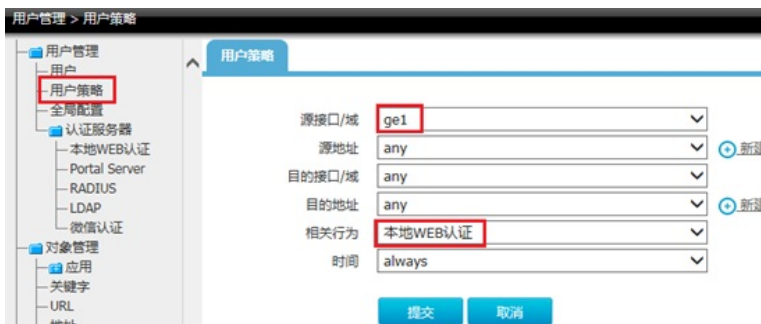 用户管理 > 用户策略
用户管理
用户
用户策略
全局配置
认证服务器
本地WEB认证
Portal Server
RADIUS
LDAP
微信认证
对象管理
应用
关键字
URL
用户策略
源接口/域 ge1
源地址 any 新建
目的接口/域 any
目的地址 any 新建
相关行为 本地WEB认证
时间 always
提交 取消